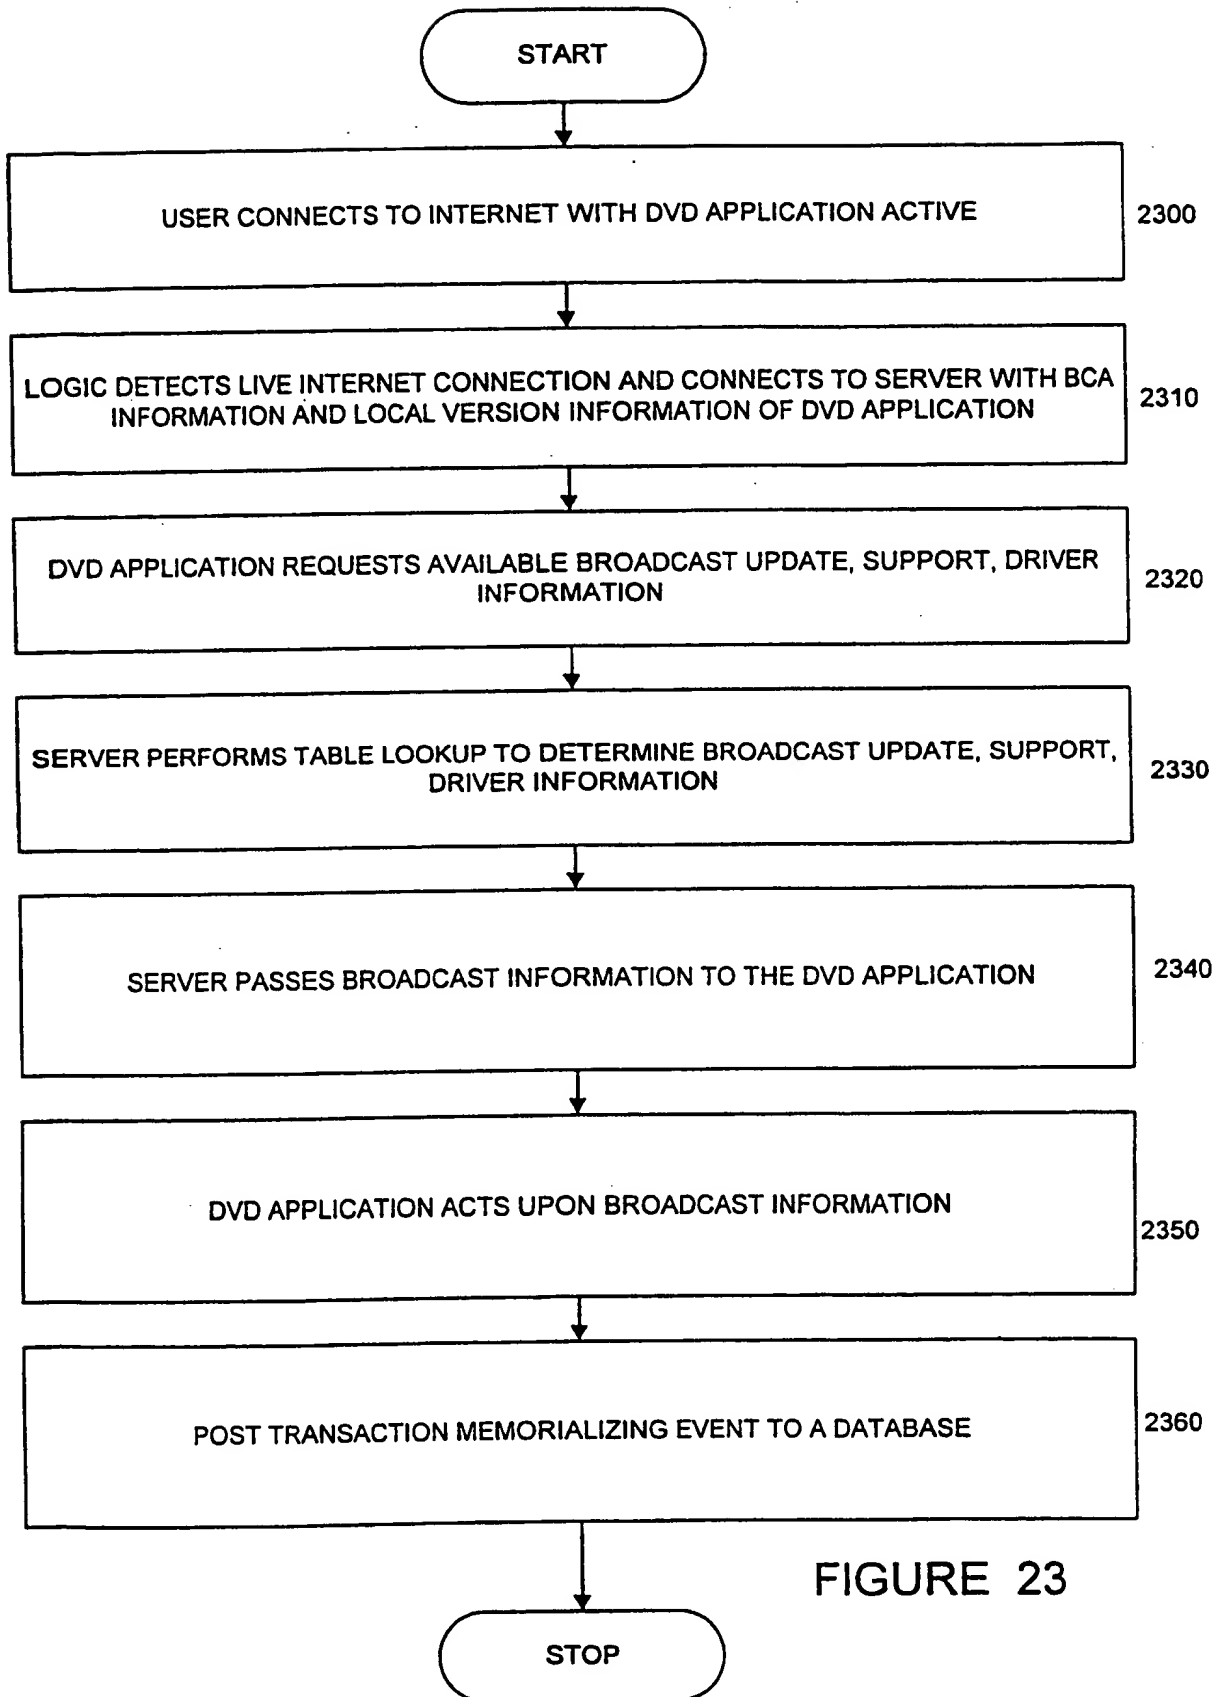 START
USER CONNECTS TO INTERNET WITH DVD APPLICATION ACTIVE
2300
LOGIC DETECTS LIVE INTERNET CONNECTION AND CONNECTS TO SERVER WITH BCA
INFORMATION AND LOCAL VERSION INFORMATION OF DVD APPLICATION
2310
DVD APPLICATION REQUESTS AVAILABLE BROADCAST UPDATE, SUPPORT, DRIVER
INFORMATION
2320
SERVER PERFORMS TABLE LOOKUP TO DETERMINE BROADCAST UPDATE, SUPPORT,
DRIVER INFORMATION
2330
SERVER PASSES BROADCAST INFORMATION TO THE DVD APPLICATION
2340
DVD APPLICATION ACTS UPON BROADCAST INFORMATION
2350
POST TRANSACTION MEMORIALIZING EVENT TO A DATABASE
2360
FIGURE 23
STOP